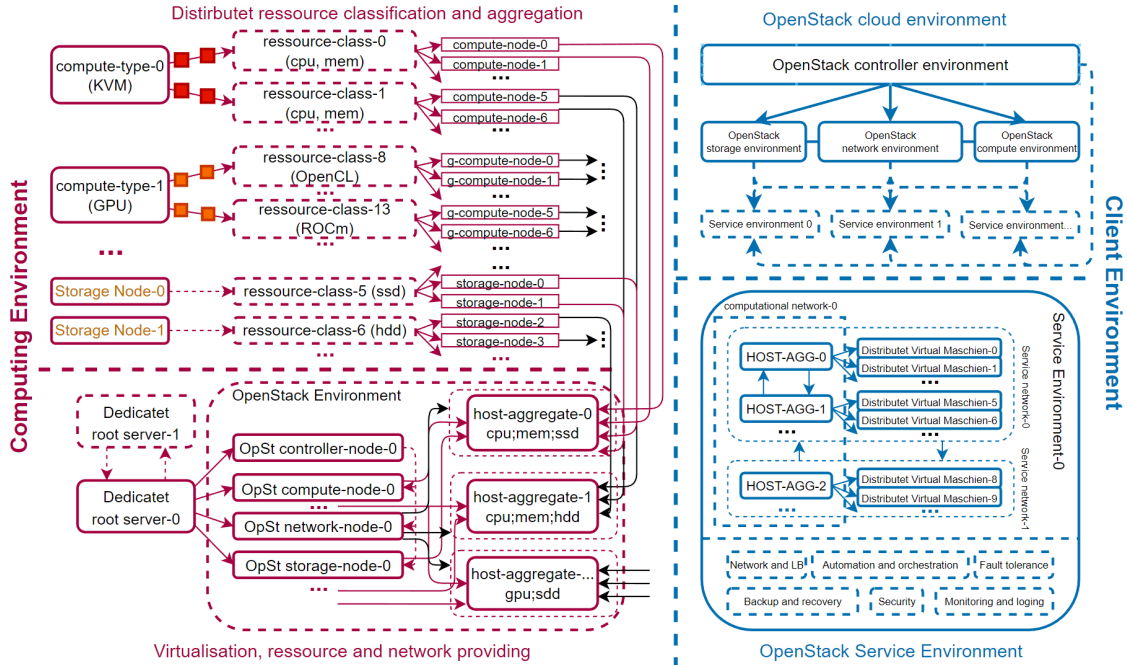 Distirbutet ressource classification and aggregation
Computing Environment
compute-type-0
(KVM)
ressource-class-0
(cpu, mem)
ressource-class-1
(cpu, mem)
...
compute-node-0
compute-node-1
...
compute-node-5
compute-node-6
...
compute-type-1
(GPU)
...
ressource-class-8
(OpenCL)
ressource-class-13
(ROCm)
...
g-compute-node-0
g-compute-node-1
...
g-compute-node-5
g-compute-node-6
...
...
...
Storage Node-0
ressource-class-5 (ssd)
...
storage-node-0
storage-node-1
Storage Node-1
ressource-class-6 (hdd)
...
storage-node-2
storage-node-3
...
...
OpenStack Environment
Dedicatet
root server-1
Dedicatet
root server-0
OpSt controller-node-0
OpSt compute-node-0
...
OpSt network-node-0
OpSt storage-node-0
...
host-aggregate-0
cpu;mem;ssd
host-aggregate-1
cpu;mem;hdd
host-aggregate-...
gpu;sdd
Virtualisation, ressource and network providing
OpenStack cloud environment
OpenStack controller environment
OpenStack
storage environment
OpenStack
network environment
OpenStack
compute environment
Service environment 0
Service environment 1
Service environment...
Client Environment
computational network-0
HOST-AGG-0
HOST-AGG-1
...
HOST-AGG-2
...
Distributet Virtual Maschien-0
Distributet Virtual Maschien-1
...
Distributet Virtual Maschien-5
Distributet Virtual Maschien-6
...
Distributet Virtual Maschien-8
Distributet Virtual Maschien-9
...
Service network-0
Service network-1
Service Environment-0
Network and LB
Automation and orchestration
Fault tolerance
Backup and recovery
Security
Monitoring and loging
OpenStack Service Environment